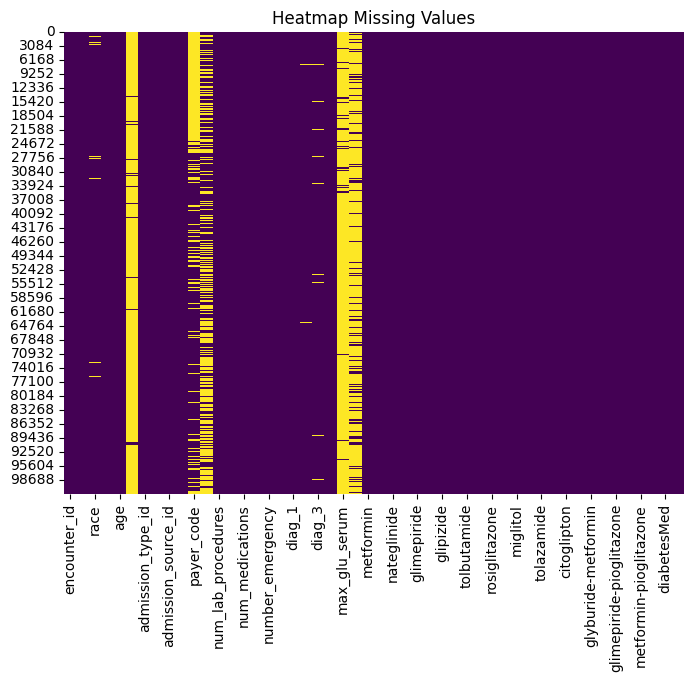 Heatmap Missing Values
0
3084
6168
9252
12336
15420
18504
21588
24672
27756
30840
33924
37008
40092
43176
46260
49344
52428
55512
58596
61680
64764
67848
70932
74016
77100
80184
83268
86352
89436
92520
95604
98688
encounter_id
race
age
admission_type_id
admission_source_id
payer_code
num_lab_procedures
num_medications
number_emergency
diag_1
diag_3
max_glu_serum
metformin
nateglinide
glimepiride
glipizide
tolbutamide
rosiglitazone
miglitol
tolazamide
citoglipton
glyburide-metformin
glimepiride-pioglitazone
metformin-pioglitazone
diabetesMed